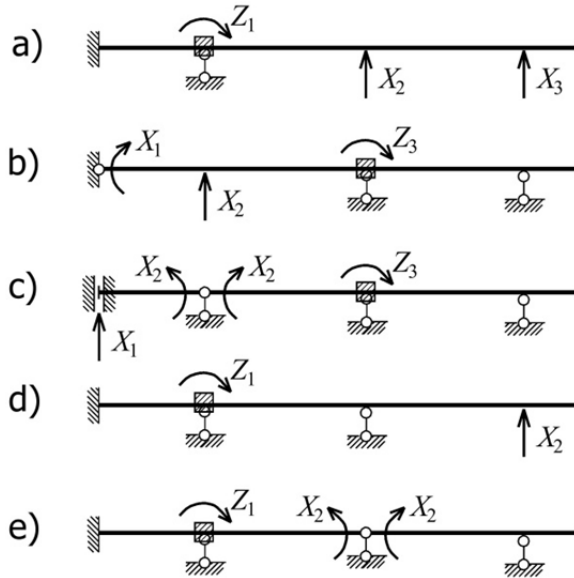 a) Z₁ X₂ X₃
b) X₁ X₂ Z₃
c) X₁ X₂ X₂ Z₃
d) Z₁ X₂
e) Z₁ X₂ X₂